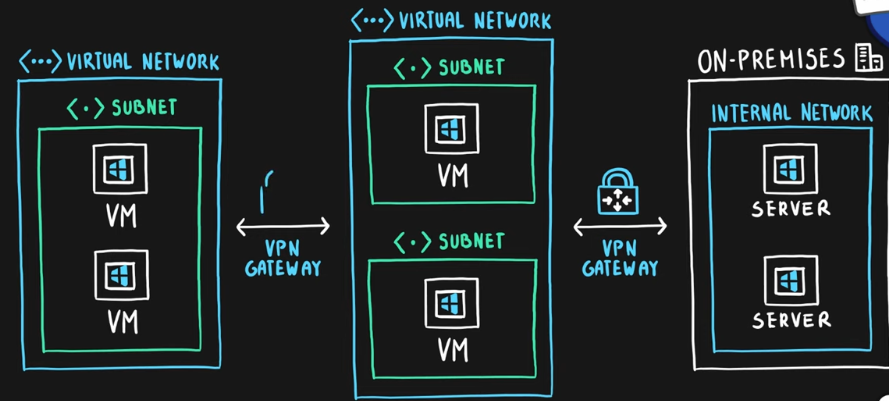 <···> VIRTUAL NETWORK
<·> SUBNET
VM
VM
VPN
GATEWAY
<···> VIRTUAL NETWORK
<·> SUBNET
VM
<·> SUBNET
VM
VPN
GATEWAY
ON-PREMISES
INTERNAL NETWORK
SERVER
SERVER